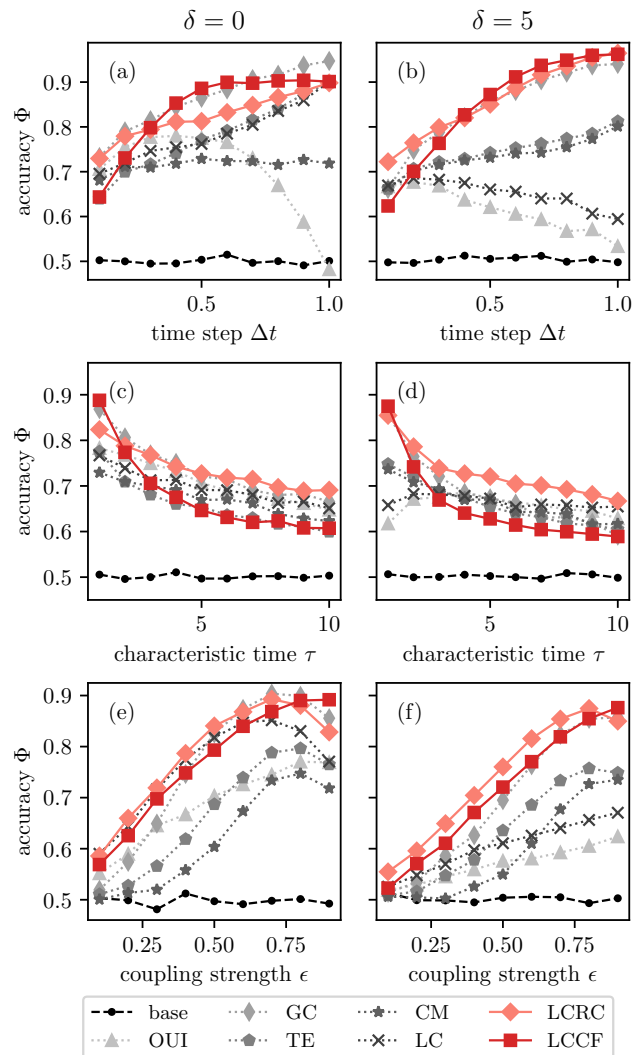 δ = 0 δ = 5
(a) (b)
accuracy Φ
0.9
0.8
0.7
0.6
0.5
0.5 1.0 0.5 1.0
time step Δt time step Δt
(c) (d)
accuracy Φ
0.9
0.8
0.7
0.6
0.5
5 10 5 10
characteristic time τ characteristic time τ
(e) (f)
accuracy Φ
0.9
0.8
0.7
0.6
0.5
0.25 0.50 0.75 0.25 0.50 0.75
coupling strength ϵ coupling strength ϵ
base GC CM LCRC
OUI TE LC LCCF